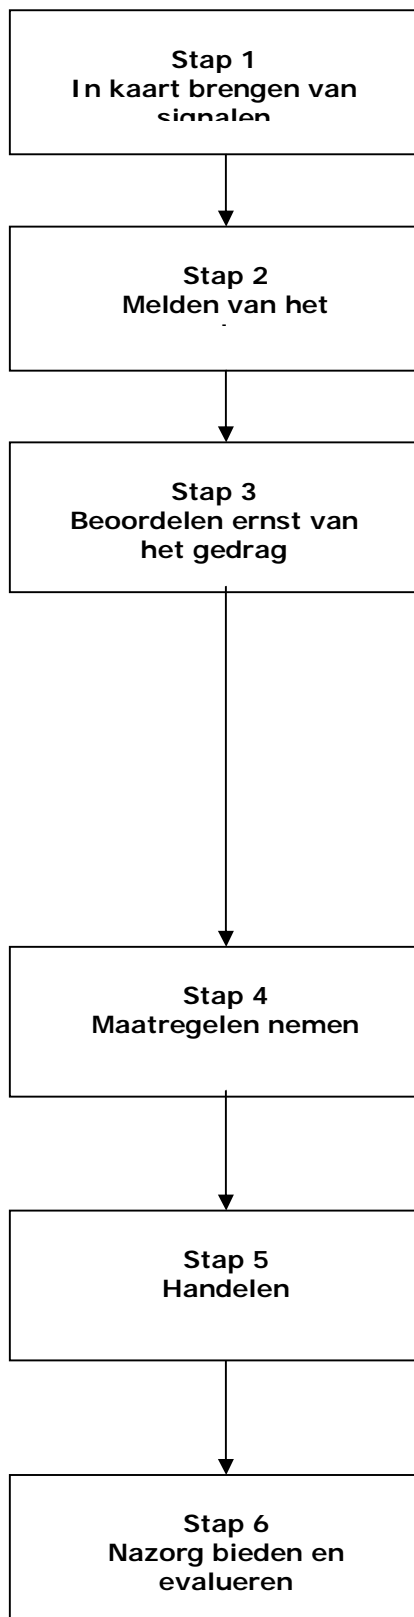 Stap 1
In kaart brengen van
signalen
Stap 2
Melden van het
Stap 3
Beoordelen ernst van
het gedrag
Stap 4
Maatregelen nemen
Stap 5
Handelen
Stap 6
Nazorg bieden en
evalueren